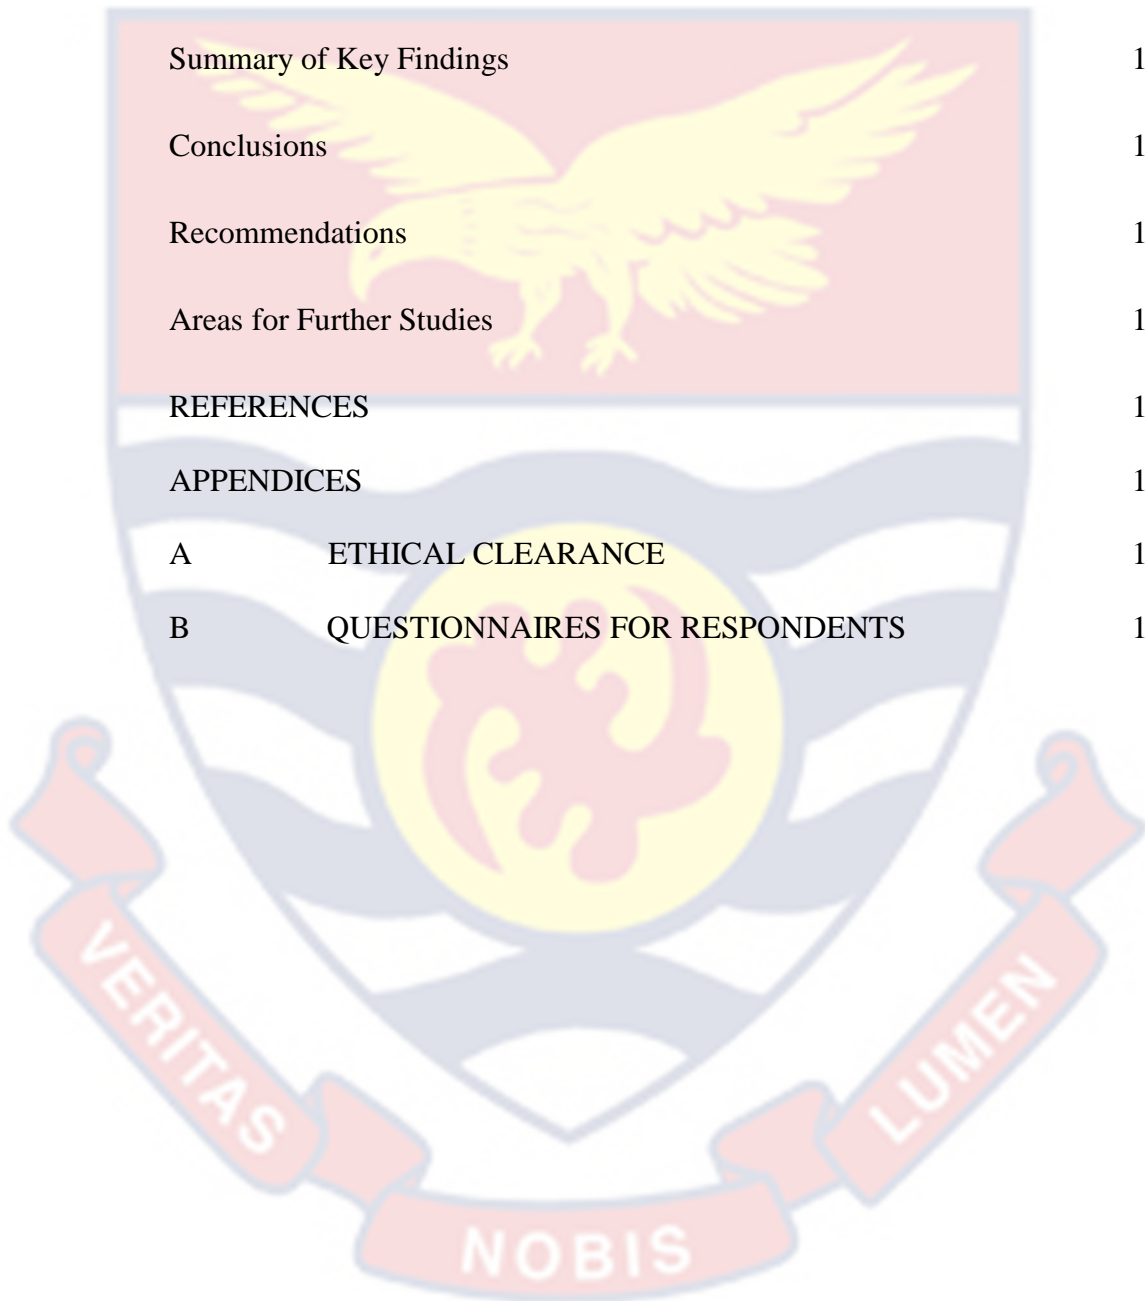 Summary of Key Findings 1
Conclusions 1
Recommendations 1
Areas for Further Studies 1
REFERENCES 1
APPENDICES 1
A ETHICAL CLEARANCE 1
B QUESTIONNAIRES FOR RESPONDENTS 1
VERITAS
NOBIS
LUMEN